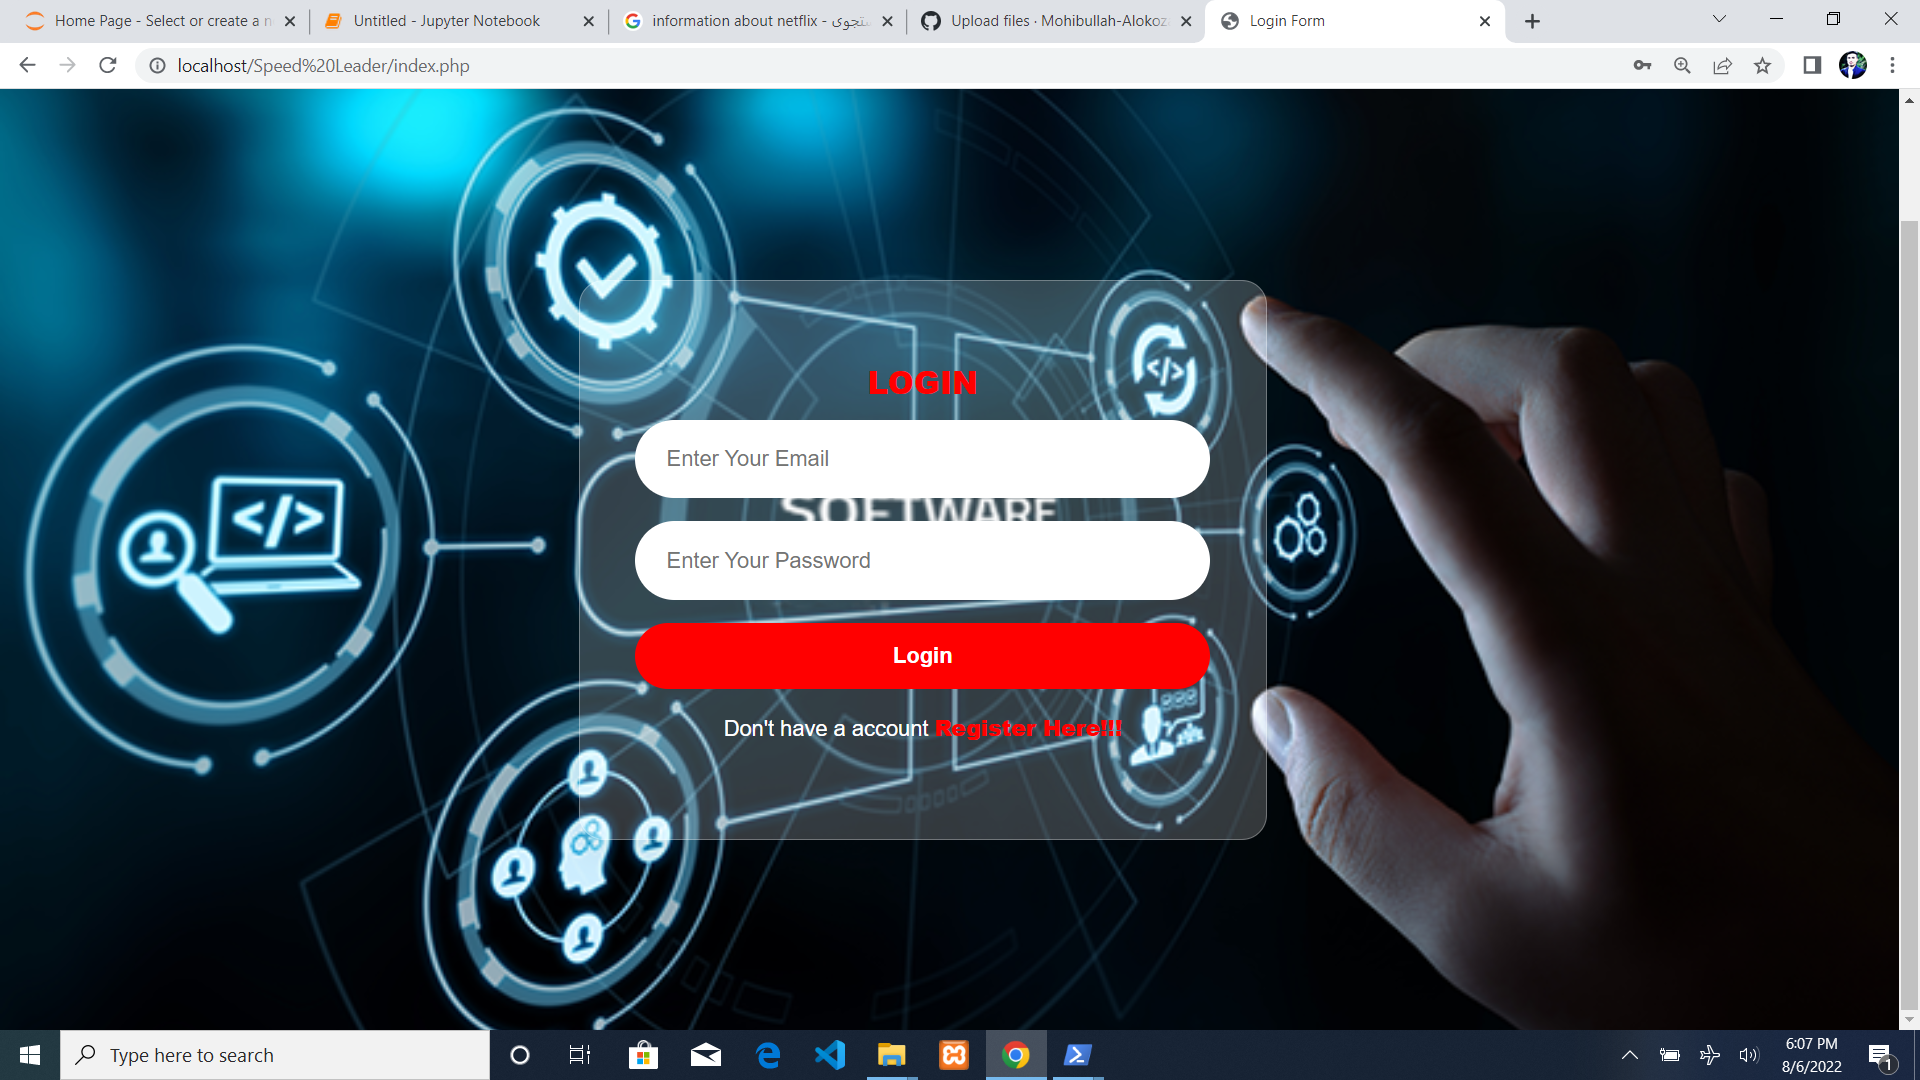 Home Page - Select or create a n
Untitled - Jupyter Notebook
information about netflix - ستجوی
Upload files · Mohibullah-Alokoz
Login Form
localhost/Speed%20Leader/index.php
LOGIN
Enter Your Email
SOFTWARE
Enter Your Password
Login
Don't have a account Register Here!!!
Type here to search
6:07 PM
8/6/2022
1